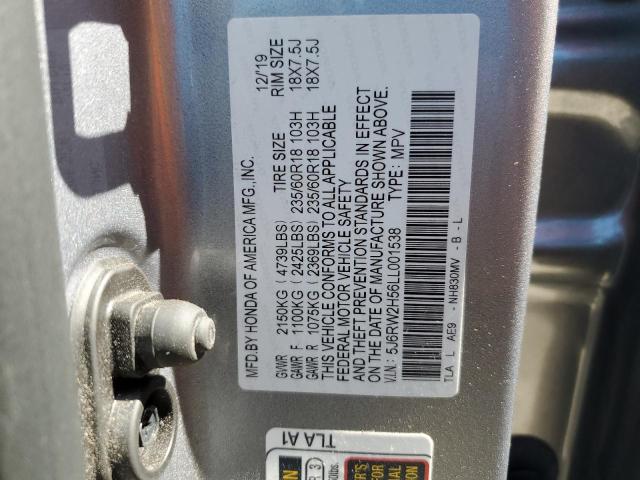 MFD.BY HONDA OF AMERICA MFG., INC. 12/19
TIRE SIZE RIM SIZE
GVWR 2150KG (4739LBS)
GAWR F 1100KG (2425LBS) 235/60R18 103H 18X7.5J
GAWR R 1075KG (2369LBS) 235/60R18 103H 18X7.5J
THIS VEHICLE CONFORMS TO ALL APPLICABLE
FEDERAL MOTOR VEHICLE SAFETY
AND THEFT PREVENTION STANDARDS IN EFFECT
ON THE DATE OF MANUFACTURE SHOWN ABOVE.
V.I.N.: 5J6RW2H56LL001538 TYPE: MPV
TLA L AE9 - NH830MV - B - L
TLA A1